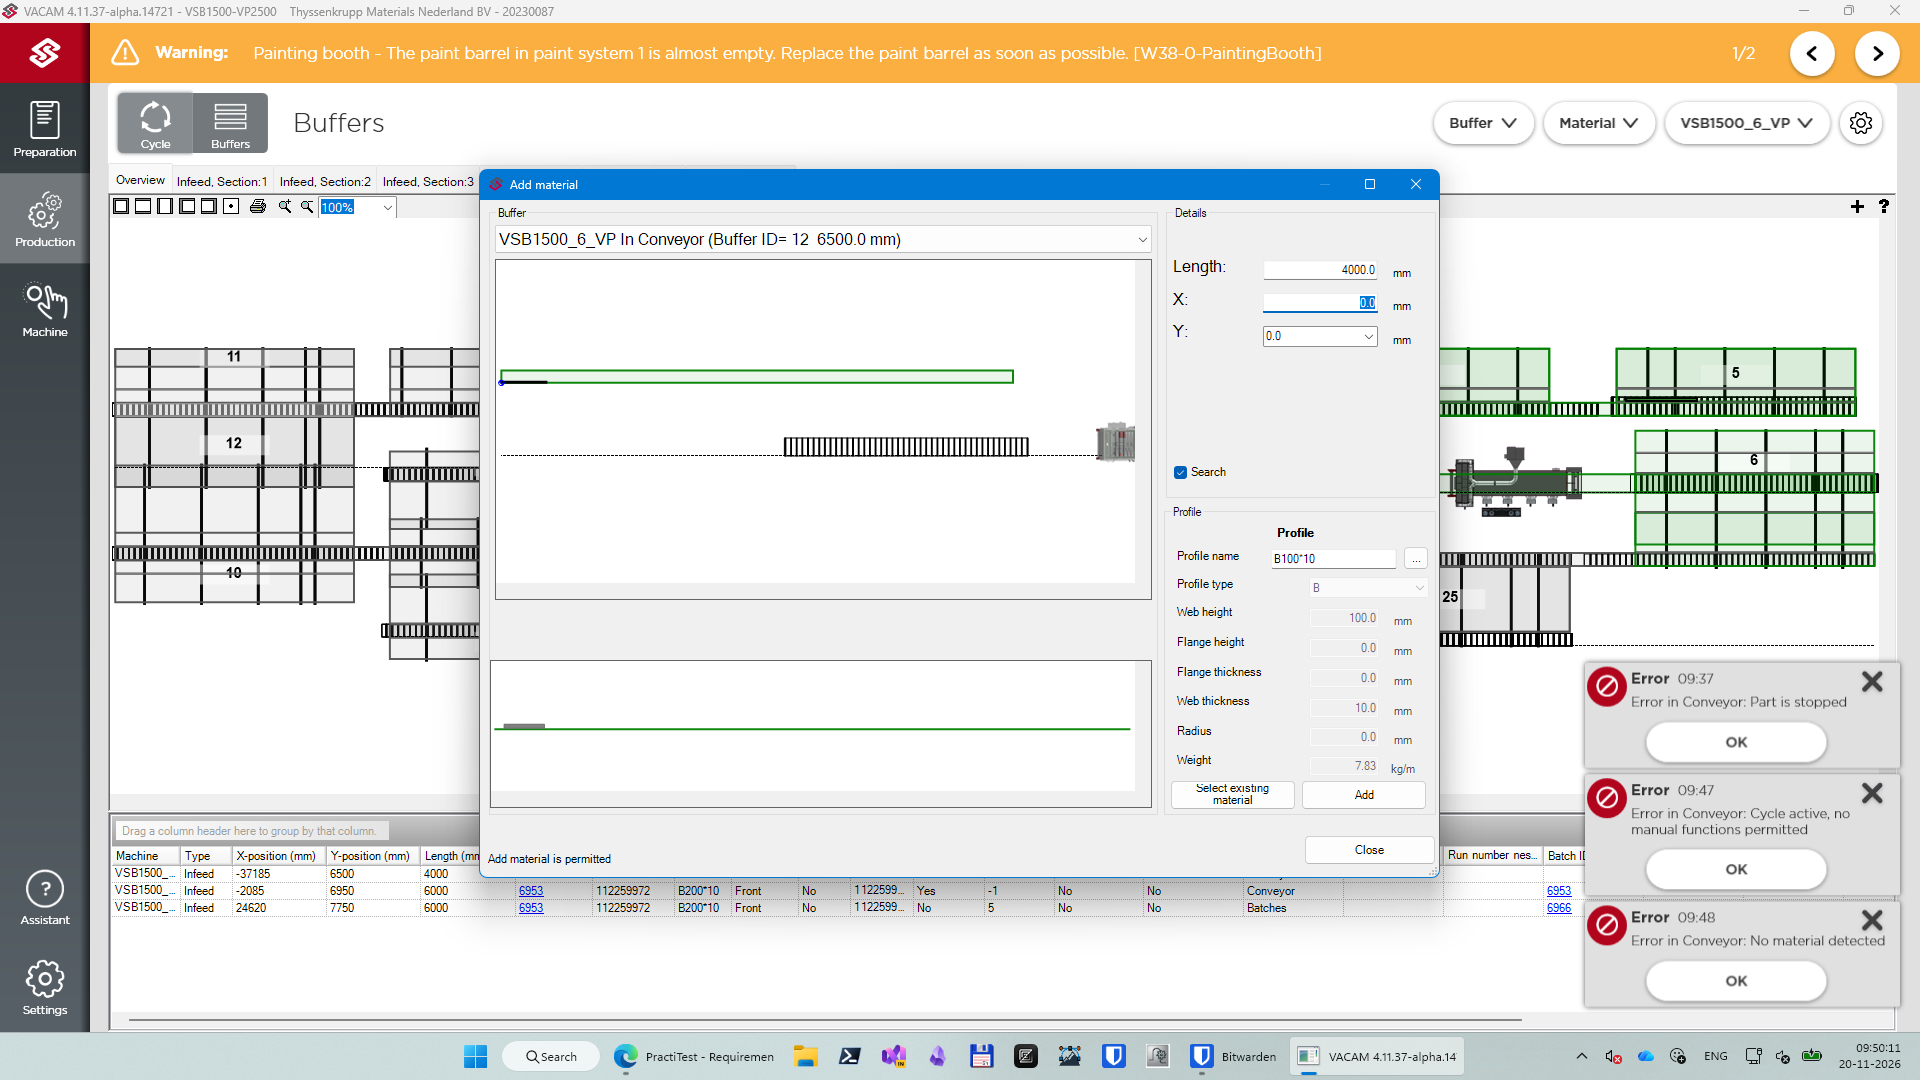 VACAM 4.11.37-alpha.14721 - VSB1500-VP2500    Thyssenkrupp Materials Nederland BV - 20230087
Warning: Painting booth - The paint barrel in paint system 1 is almost empty. Replace the paint barrel as soon as possible. [W38-0-PaintingBooth] 1/2
Preparation
Production
Machine
Assistant
Settings
Cycle
Buffers
Buffers
Buffer
Material
VSB1500_6_VP
Overview
Infeed, Section:1
Infeed, Section:2
Infeed, Section:3
100%
11
12
10
5
6
25
Add material
Buffer
VSB1500_6_VP In Conveyor (Buffer ID= 12  6500.0 mm)
Details
Length: 4000.0 mm
X: 0.0 mm
Y: 0.0 mm
Search
Profile
Profile
Profile name B100*10 ...
Profile type B
Web height 100.0 mm
Flange height 0.0 mm
Flange thickness 0.0 mm
Web thickness 10.0 mm
Radius 0.0 mm
Weight 7.83 kg/m
Select existing material
Add
Add material is permitted
Close
Drag a column header here to group by that column.
Machine Type X-position (mm) Y-position (mm) Length (mm Run number nes... Batch ID
VSB1500_... Infeed -37185 6500 4000
VSB1500_... Infeed -2085 6950 6000 6953 112259972 B200*10 Front No 1122599... Yes -1 No No Conveyor 6953
VSB1500_... Infeed 24620 7750 6000 6953 112259972 B200*10 Front No 1122599... No 5 No No Batches 6966
Error 09:37
Error in Conveyor: Part is stopped
OK
Error 09:47
Error in Conveyor: Cycle active, no
manual functions permitted
OK
Error 09:48
Error in Conveyor: No material detected
OK
Search
PractiTest - Requiremen
Bitwarden
VACAM 4.11.37-alpha.14
ENG
09:50:11
20-11-2026